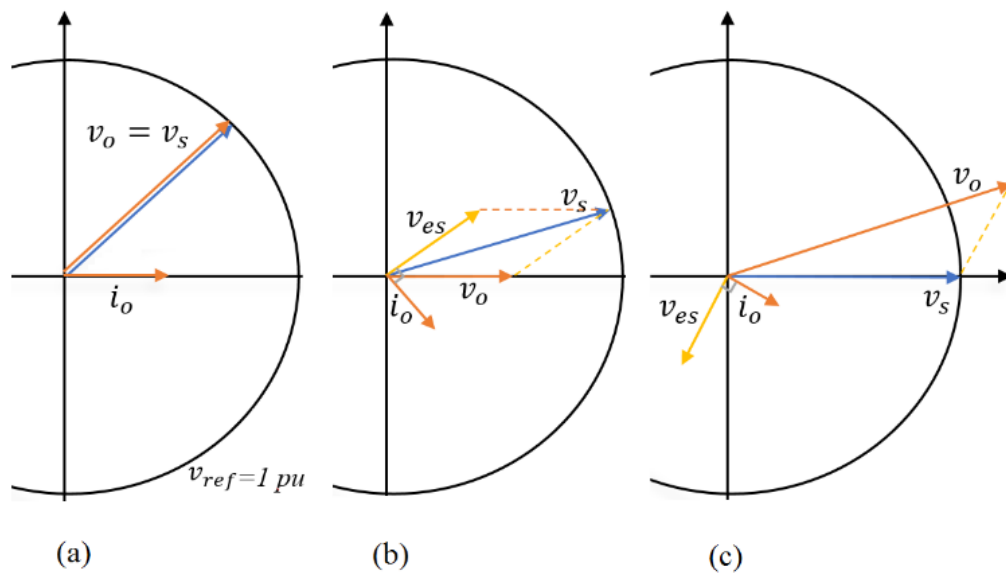 v_o = v_s
i_o
v_ref=1 pu
(a)
v_es
v_s
v_o
i_o
(b)
v_o
v_es
i_o
v_s
(c)